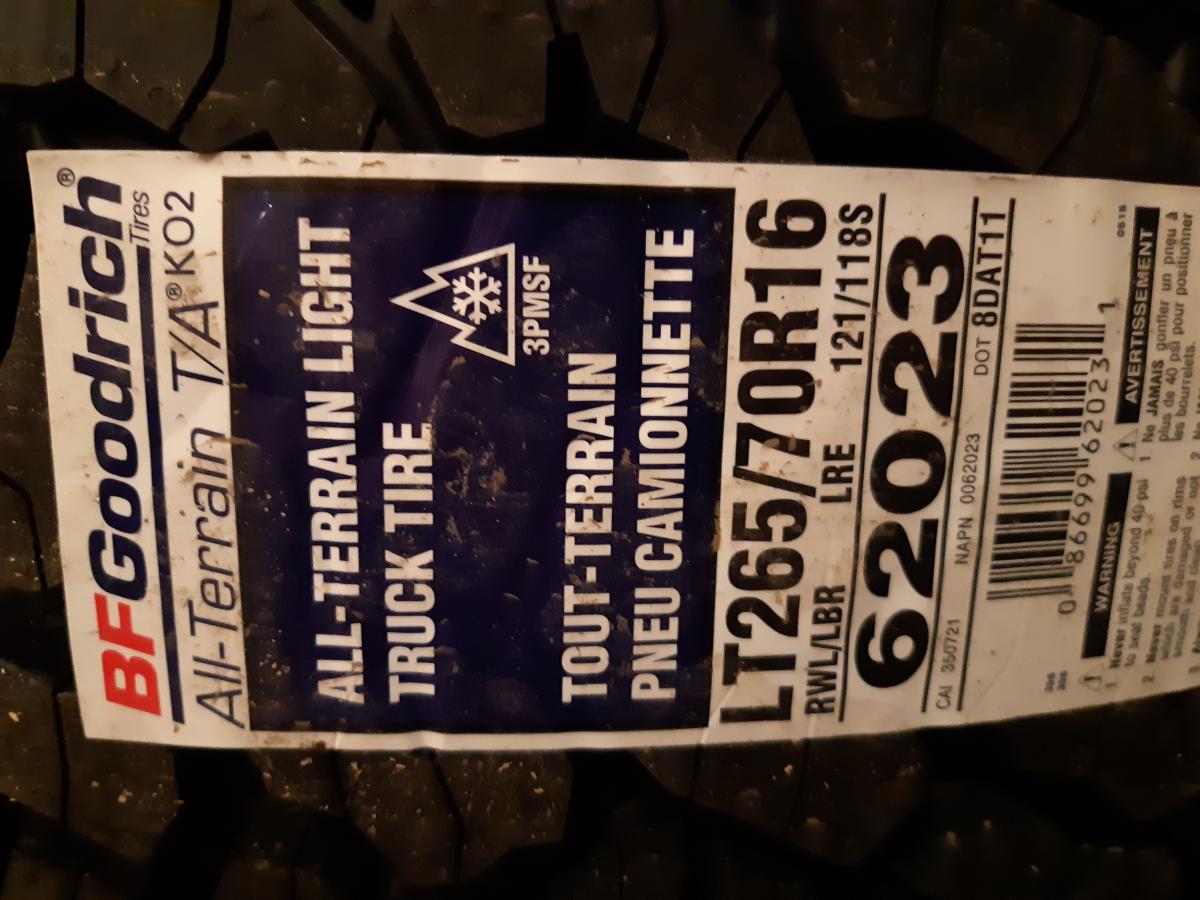 BFGoodrich®
Tires
All-Terrain T/A® KO2
ALL-TERRAIN LIGHT
TRUCK TIRE
3PMSF
TOUT-TERRAIN
PNEU CAMIONNETTE
LT265/70R16
RWL/LBR LRE 121/118S
62023
CAI 350721 NAPN 0062023 DOT 8DAT11
0 86699 62023 1
0515
WARNING
1. Never inflate beyond 40 psi
to seat beads.
2. Never mount tires on rims
which are damaged or not
AVERTISSEMENT
1. Ne JAMAIS gonfler un pneu à
plus de 40 psi pour positionner
les bourrelets.